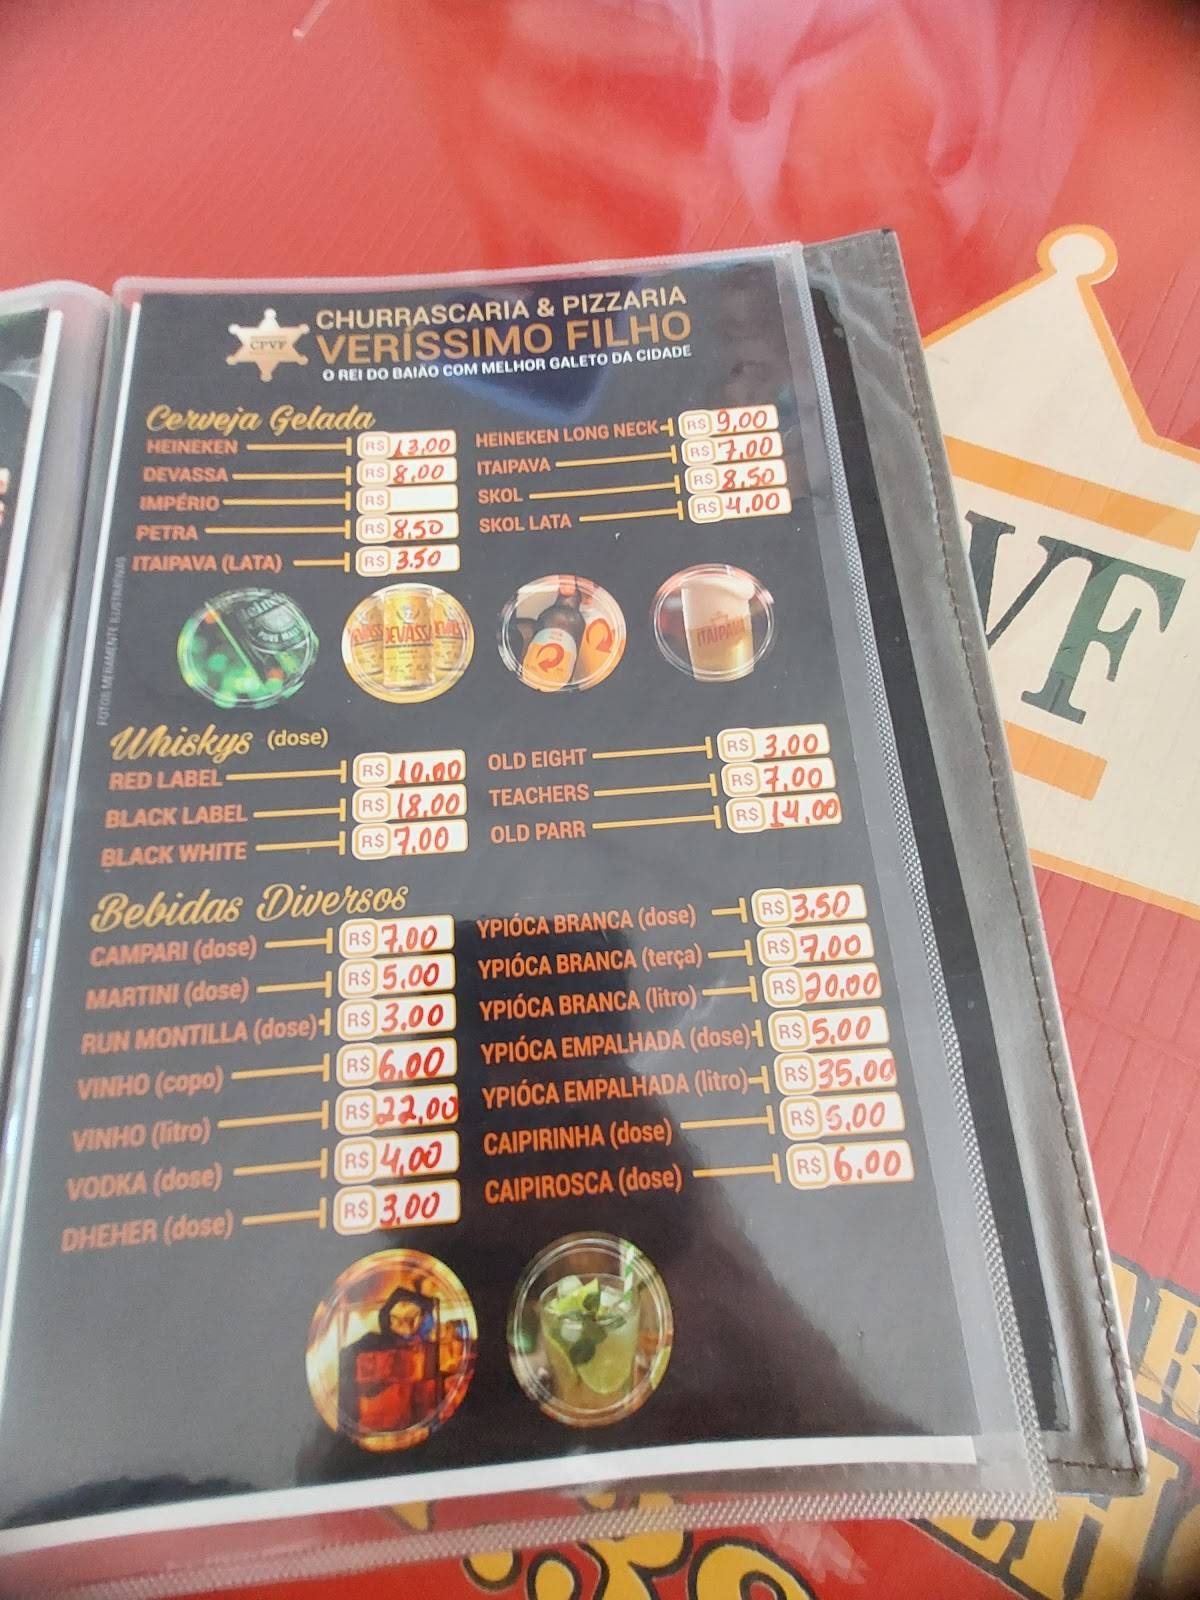 CPVF
CHURRASCARIA & PIZZARIA
VERÍSSIMO FILHO
O REI DO BAIÃO COM MELHOR GALETO DA CIDADE
Cerveja Gelada
HEINEKEN R$ 13,00
DEVASSA R$ 8,00
IMPÉRIO R$
PETRA R$ 8,50
ITAIPAVA (LATA) R$ 3.50
HEINEKEN LONG NECK R$ 9,00
ITAIPAVA R$ 7,00
SKOL R$ 8,50
SKOL LATA R$ 4.00
FOTOS MERAMENTE ILUSTRATIVAS
DEVASSA
ITAIPAVA
Whiskys (dose)
RED LABEL R$ 10,00
BLACK LABEL R$ 18,00
BLACK WHITE R$ 7,00
OLD EIGHT R$ 3,00
TEACHERS R$ 7,00
OLD PARR R$ 14,00
Bebidas Diversos
CAMPARI (dose) R$ 7,00
MARTINI (dose) R$ 5,00
RUN MONTILLA (dose) R$ 3,00
VINHO (copo) R$ 6,00
VINHO (litro) R$ 22,00
VODKA (dose) R$ 4,00
DHEHER (dose) R$ 3,00
YPIÓCA BRANCA (dose) R$ 3.50
YPIÓCA BRANCA (terça) R$ 7,00
YPIÓCA BRANCA (litro) R$ 20,00
YPIÓCA EMPALHADA (dose) R$ 5,00
YPIÓCA EMPALHADA (litro) R$ 35,00
CAIPIRINHA (dose) R$ 5,00
CAIPIROSCA (dose) R$ 6,00
VF